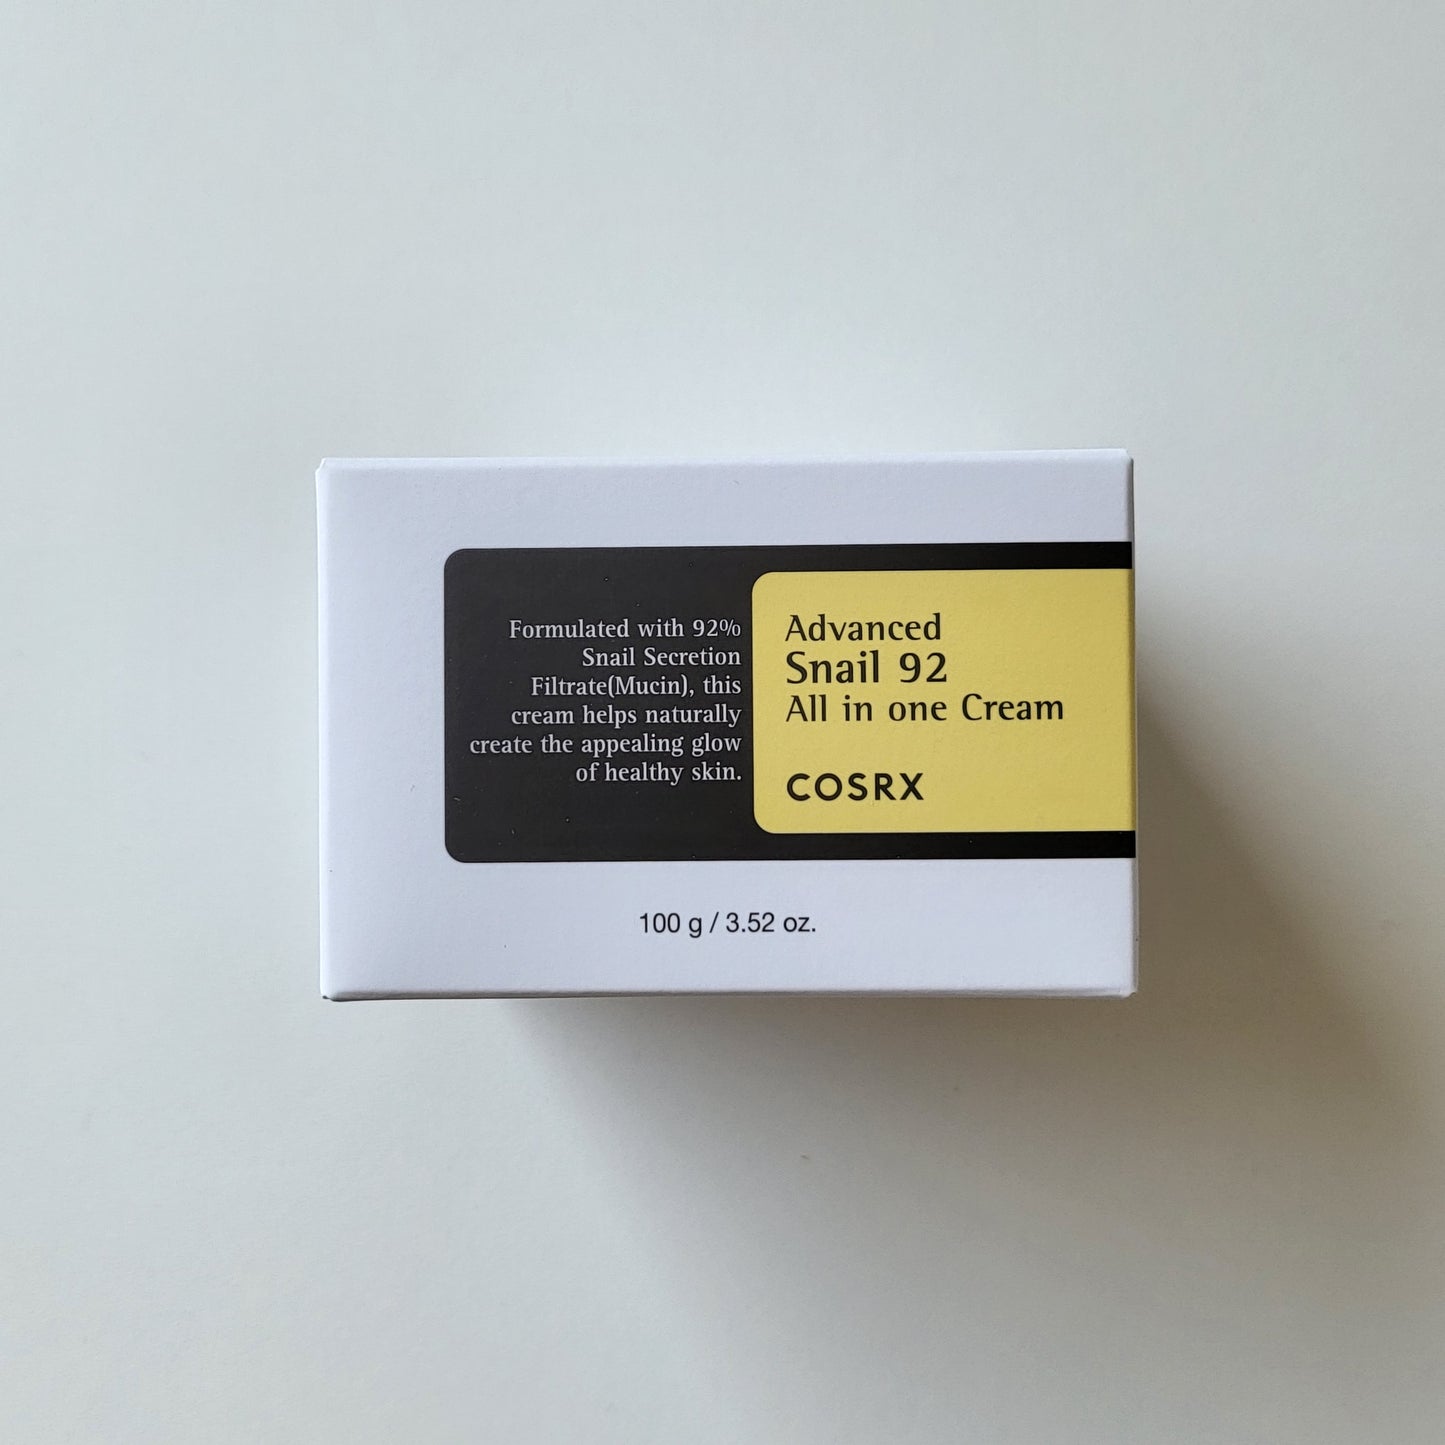 Formulated with 92%
Snail Secretion
Filtrate(Mucin), this
cream helps naturally
create the appealing glow
of healthy skin.
Advanced
Snail 92
All in one Cream
COSRX
100 g / 3.52 oz.